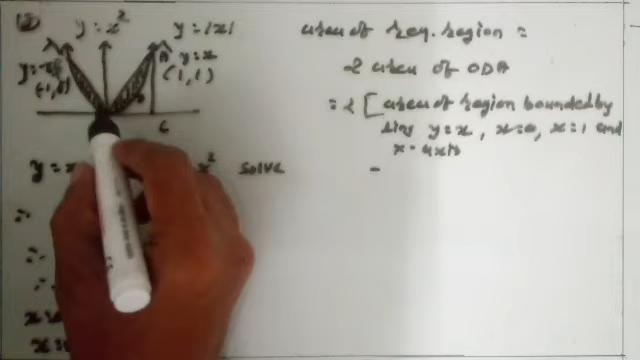 y = x² y = |x|
y = x
(1,1)
(-1,1)
C
solve
x²
∴
∴
∴
area of req. region =
2 area of ODA
= 2 [ area of region bounded by
line y = x, x = 0, x = 1 and
x-axis
-